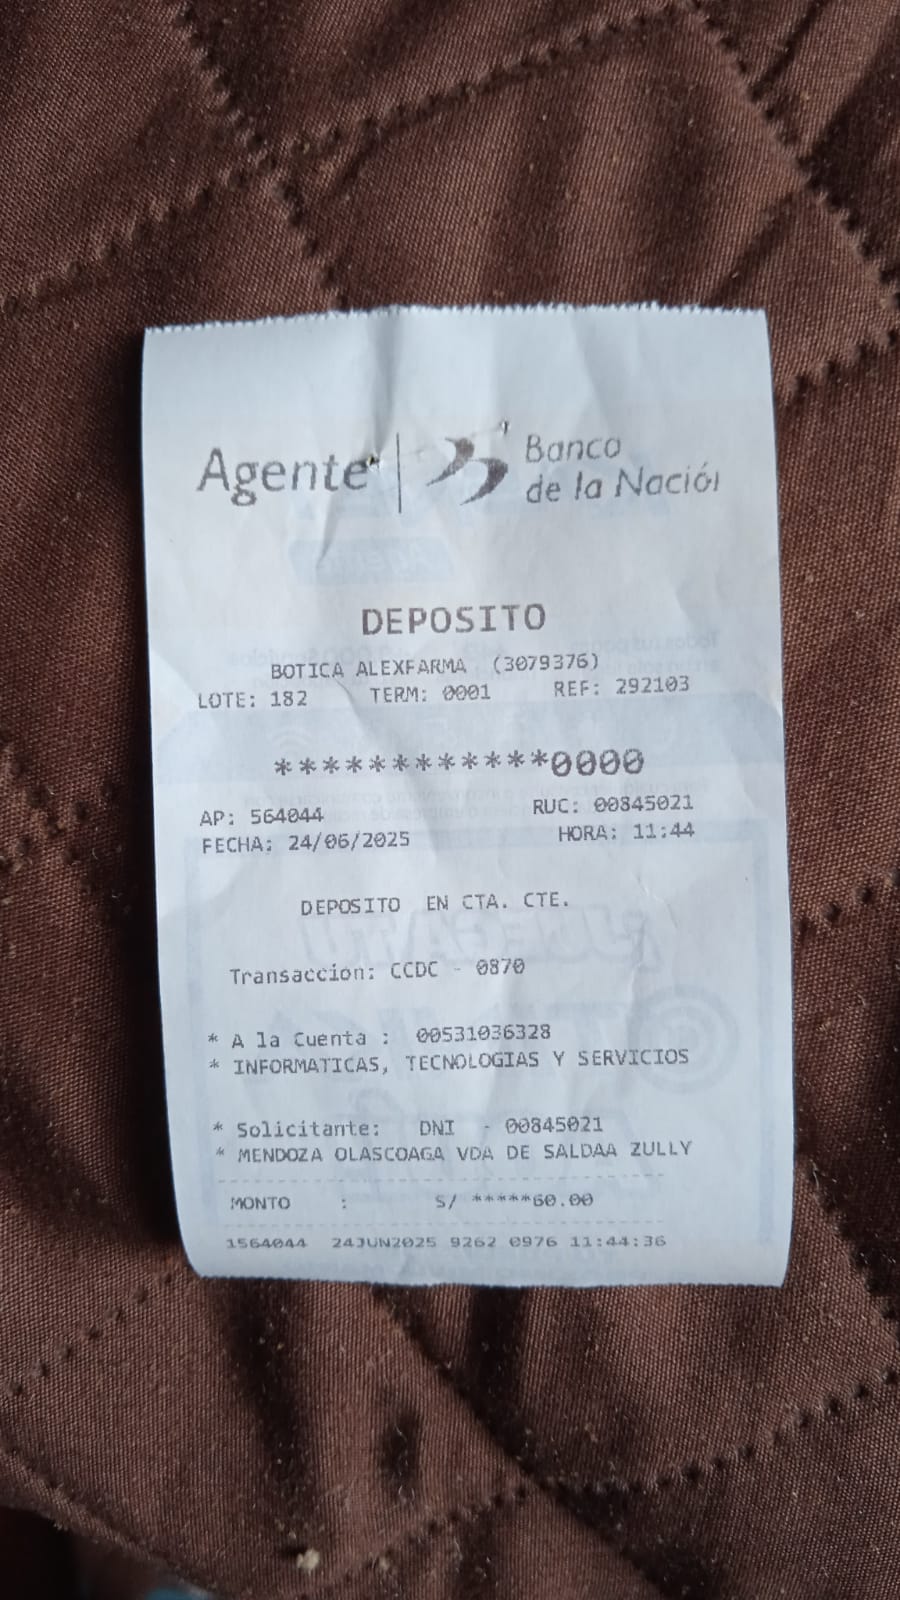 Agente
Banco
de la Nación
DEPOSITO
BOTICA ALEXFARMA (3079376)
LOTE: 182 TERM: 0001 REF: 292103
************0000
AP: 564044 RUC: 00845021
FECHA: 24/06/2025 HORA: 11:44
DEPOSITO EN CTA. CTE.
Transaccion: CCDC - 0870
* A la Cuenta : 00531036328
* INFORMATICAS, TECNOLOGIAS Y SERVICIOS
* Solicitante: DNI - 00845021
* MENDOZA OLASCOAGA VDA DE SALDAA ZULLY
MONTO : S/ *****60.00
1564044 24JUN2025 9262 0976 11:44:36